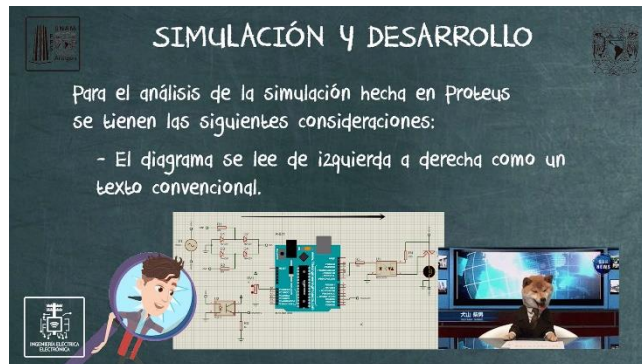 SIMULACIÓN Y DESARROLLO
Para el análisis de la simulación hecha en Proteus
se tienen las siguientes consideraciones:
- El diagrama se lee de izquierda a derecha como un
texto convencional.
NEWS
INGENIERÍA ELÉCTRICA
ELECTRÓNICA